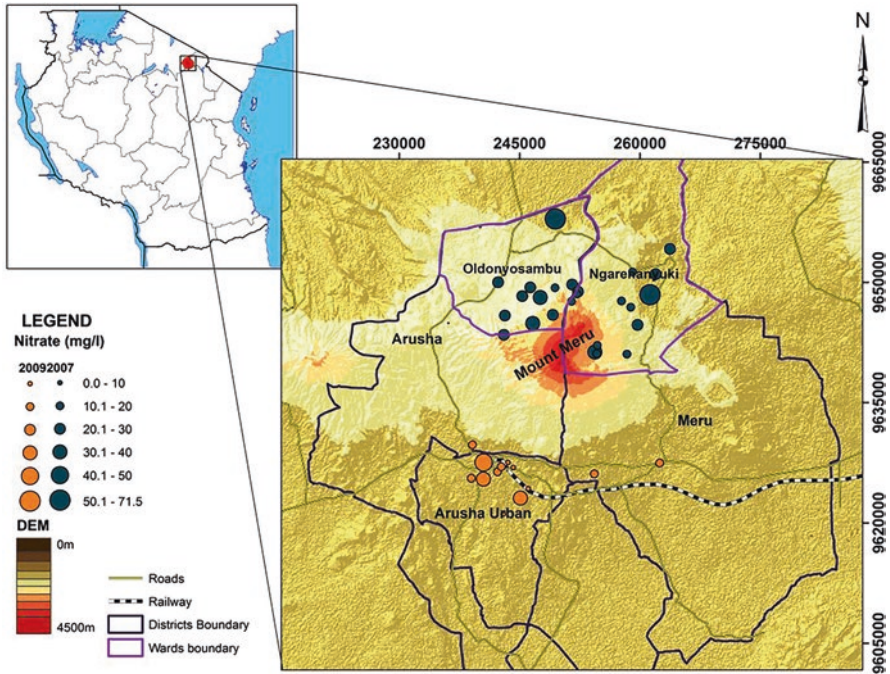 N
230000 245000 260000 275000
9665000
9650000
9635000
9620000
9605000
Oldonyosambu
Ngarenanyuki
Arusha
Mount Meru
Meru
Arusha Urban
LEGEND
Nitrate (mg/l)
2009 2007
0.0 - 10
10.1 - 20
20.1 - 30
30.1 - 40
40.1 - 50
50.1 - 71.5
DEM
0m
4500m
Roads
Railway
Districts Boundary
Wards boundary